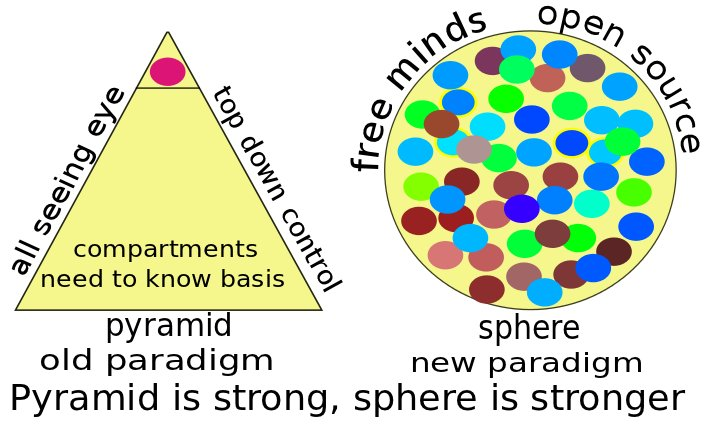 all seeing eye
top down control
compartments
need to know basis
pyramid
old paradigm
free minds
open source
sphere
new paradigm
Pyramid is strong, sphere is stronger